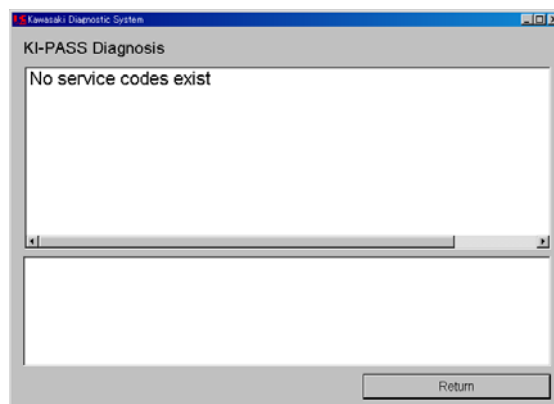 Kawasaki Diagnostic System
KI-PASS Diagnosis
No service codes exist
Return